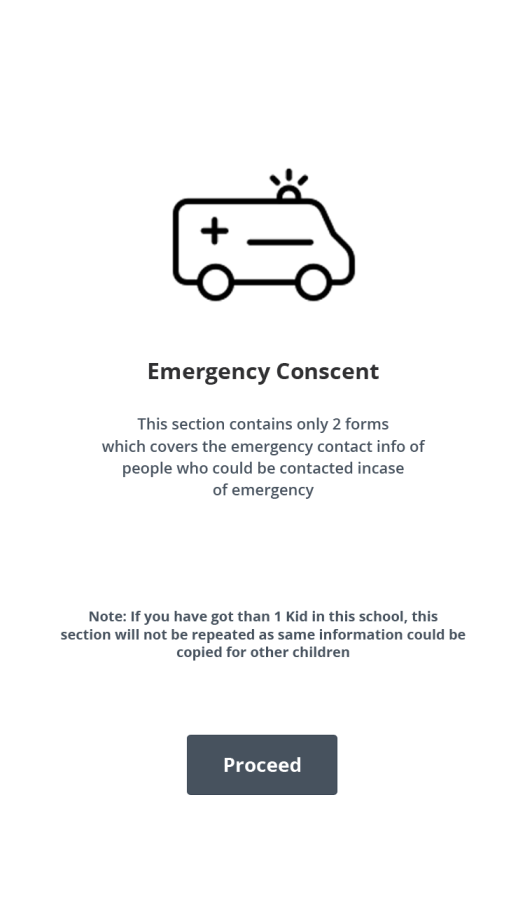 Emergency Conscent
This section contains only 2 forms
which covers the emergency contact info of
people who could be contacted incase
of emergency
Note: If you have got than 1 Kid in this school, this
section will not be repeated as same information could be
copied for other children
Proceed